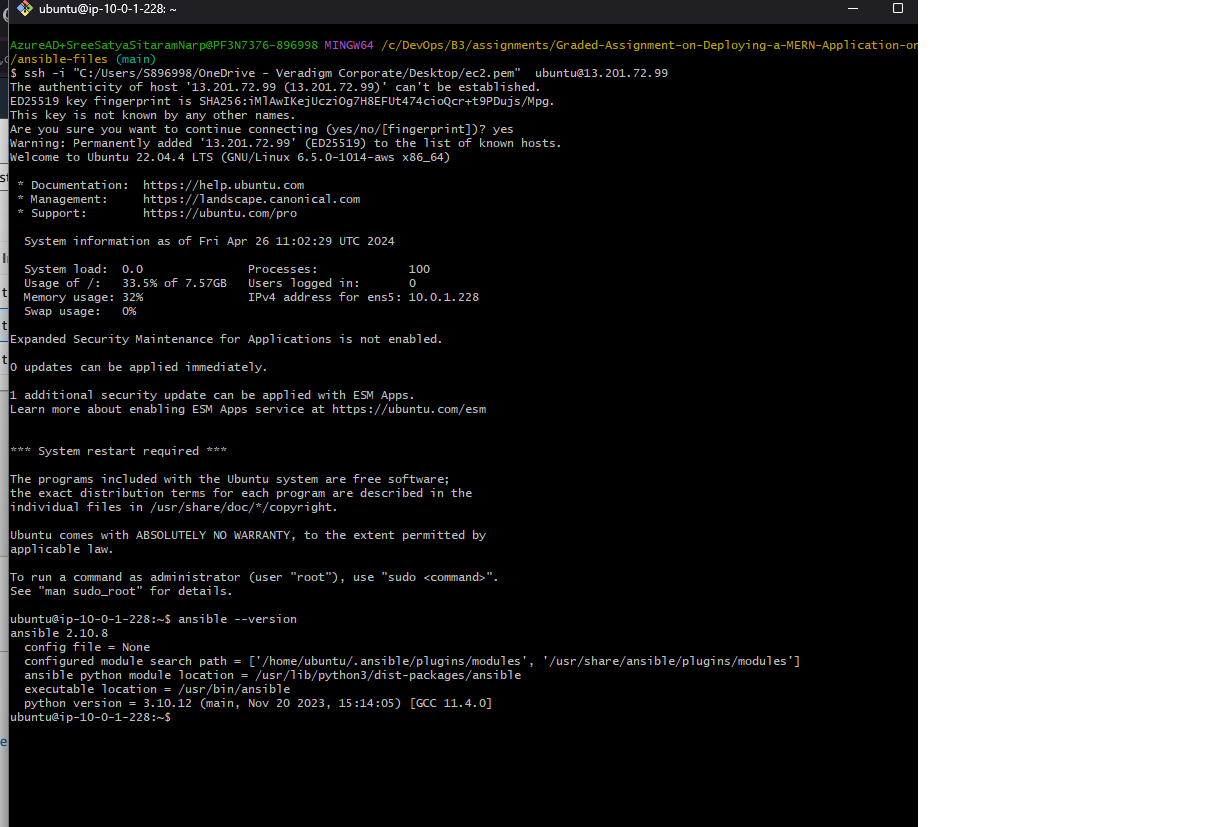 ubuntu@ip-10-0-1-228: ~
AzureAD+SreeSatyaSitaramNarp@PF3N7376-896998 MINGW64 /c/DevOps/B3/assignments/Graded-Assignment-on-Deploying-a-MERN-Application-on
/ansible-files (main)
$ ssh -i "C:/Users/S896998/OneDrive - Veradigm Corporate/Desktop/ec2.pem"  ubuntu@13.201.72.99
The authenticity of host '13.201.72.99 (13.201.72.99)' can't be established.
ED25519 key fingerprint is SHA256:iMlAwIKejUcziOg7H8EFUt474cioQcr+t9PDujs/Mpg.
This key is not known by any other names.
Are you sure you want to continue connecting (yes/no/[fingerprint])? yes
Warning: Permanently added '13.201.72.99' (ED25519) to the list of known hosts.
Welcome to Ubuntu 22.04.4 LTS (GNU/Linux 6.5.0-1014-aws x86_64)
* Documentation:  https://help.ubuntu.com
* Management:     https://landscape.canonical.com
* Support:        https://ubuntu.com/pro
System information as of Fri Apr 26 11:02:29 UTC 2024
System load:  0.0               Processes:             100
Usage of /:   33.5% of 7.57GB   Users logged in:       0
Memory usage: 32%               IPv4 address for ens5: 10.0.1.228
Swap usage:   0%
Expanded Security Maintenance for Applications is not enabled.
0 updates can be applied immediately.
1 additional security update can be applied with ESM Apps.
Learn more about enabling ESM Apps service at https://ubuntu.com/esm
*** System restart required ***
The programs included with the Ubuntu system are free software;
the exact distribution terms for each program are described in the
individual files in /usr/share/doc/*/copyright.
Ubuntu comes with ABSOLUTELY NO WARRANTY, to the extent permitted by
applicable law.
To run a command as administrator (user "root"), use "sudo <command>".
See "man sudo_root" for details.
ubuntu@ip-10-0-1-228:~$ ansible --version
ansible 2.10.8
config file = None
configured module search path = ['/home/ubuntu/.ansible/plugins/modules', '/usr/share/ansible/plugins/modules']
ansible python module location = /usr/lib/python3/dist-packages/ansible
executable location = /usr/bin/ansible
python version = 3.10.12 (main, Nov 20 2023, 15:14:05) [GCC 11.4.0]
ubuntu@ip-10-0-1-228:~$